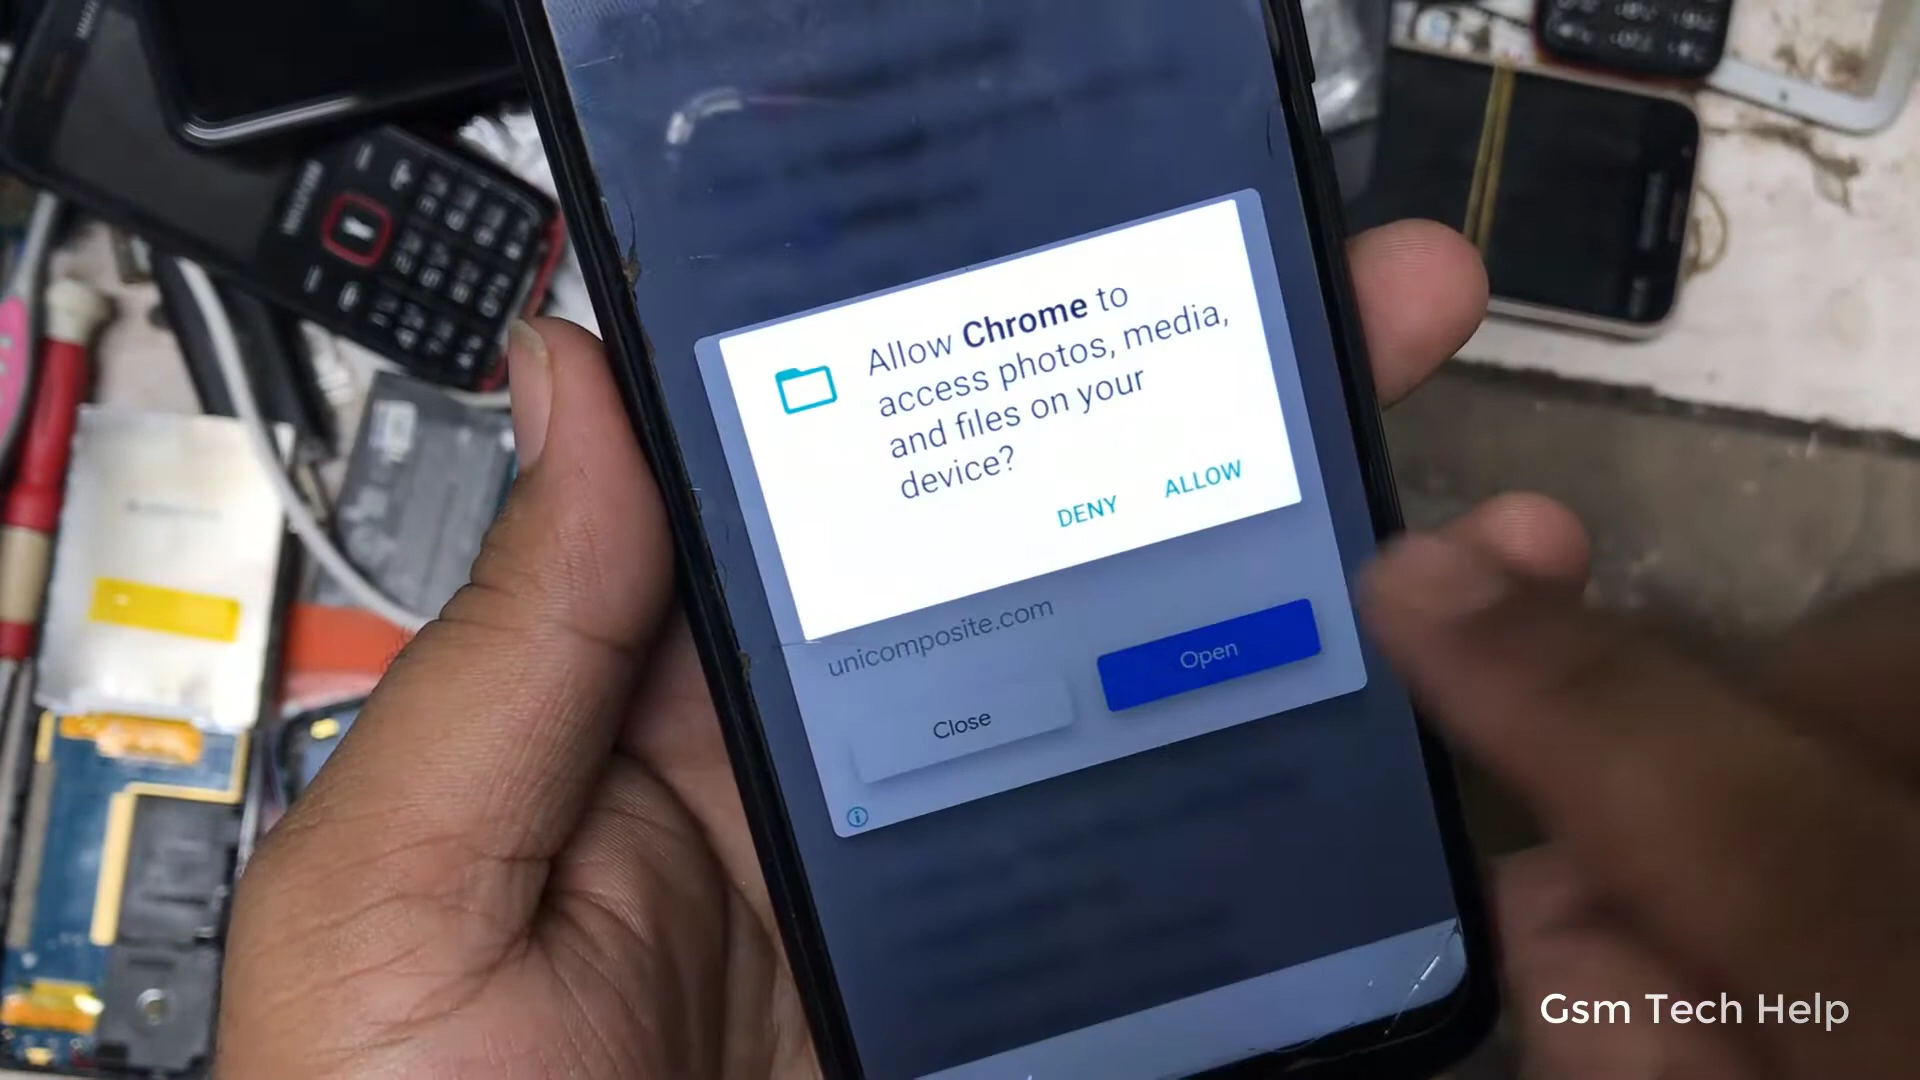 Allow Chrome to
access photos, media,
and files on your
device?
DENY ALLOW
unicomposite.com
Close Open
Gsm Tech Help